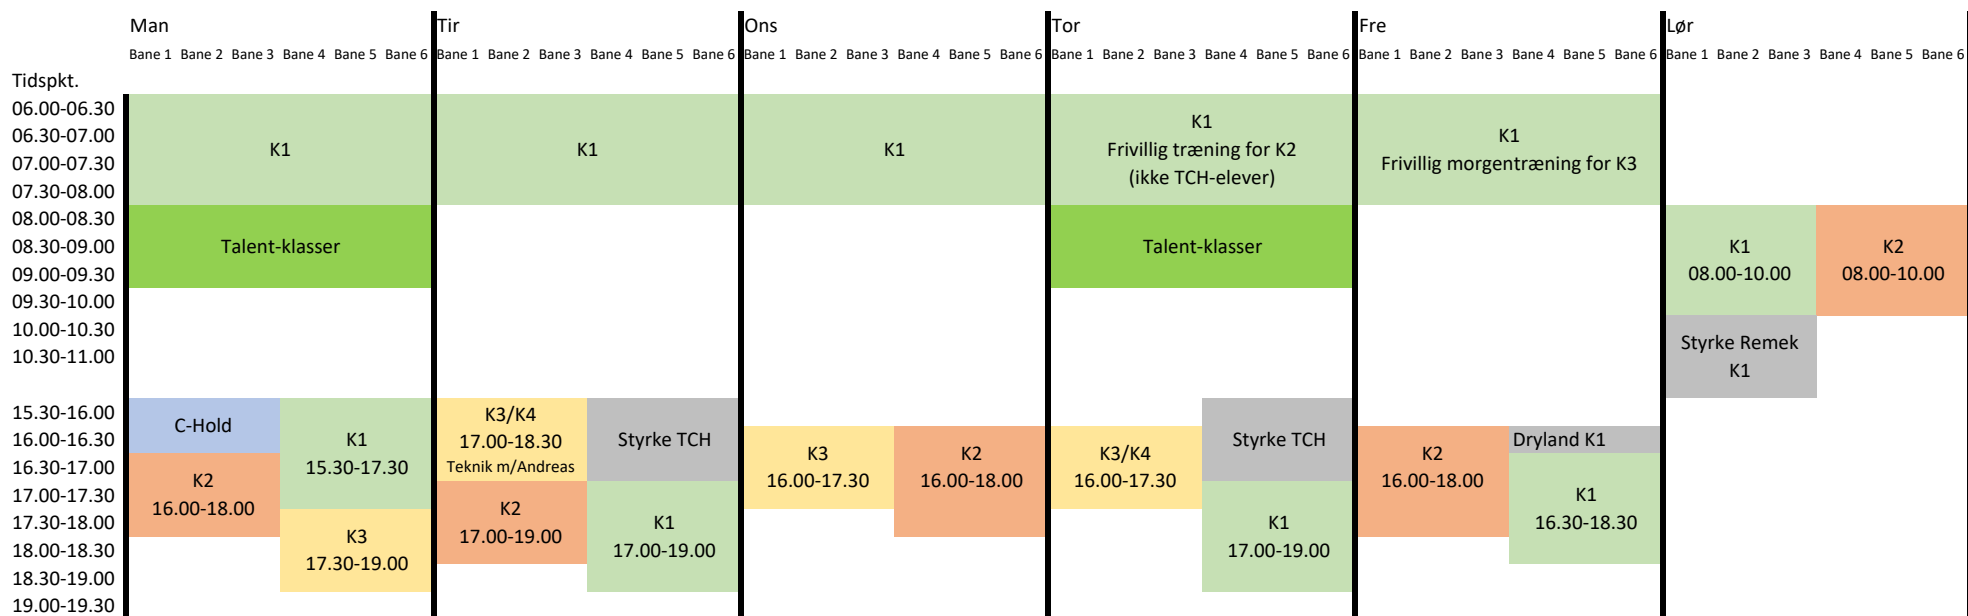 Man Tir Ons Tor Fre Lør
Bane 1 Bane 2 Bane 3 Bane 4 Bane 5 Bane 6 Bane 1 Bane 2 Bane 3 Bane 4 Bane 5 Bane 6 Bane 1 Bane 2 Bane 3 Bane 4 Bane 5 Bane 6 Bane 1 Bane 2 Bane 3 Bane 4 Bane 5 Bane 6 Bane 1 Bane 2 Bane 3 Bane 4 Bane 5 Bane 6 Bane 1 Bane 2 Bane 3 Bane 4 Bane 5 Bane 6
Tidspkt.
06.00-06.30
06.30-07.00
07.00-07.30
07.30-08.00
08.00-08.30
08.30-09.00
09.00-09.30
09.30-10.00
10.00-10.30
10.30-11.00
15.30-16.00
16.00-16.30
16.30-17.00
17.00-17.30
17.30-18.00
18.00-18.30
18.30-19.00
19.00-19.30
K1
Talent-klasser
C-Hold
K2
16.00-18.00
K1
15.30-17.30
K3
17.30-19.00
K1
K3/K4
17.00-18.30
Teknik m/Andreas
K2
17.00-19.00
Styrke TCH
K1
17.00-19.00
K1
K3
16.00-17.30
K2
16.00-18.00
K1
Frivillig træning for K2
(ikke TCH-elever)
Talent-klasser
K3/K4
16.00-17.30
Styrke TCH
K1
17.00-19.00
K1
Frivillig morgentræning for K3
K2
16.00-18.00
Dryland K1
K1
16.30-18.30
K1
08.00-10.00
K2
08.00-10.00
Styrke Remek
K1